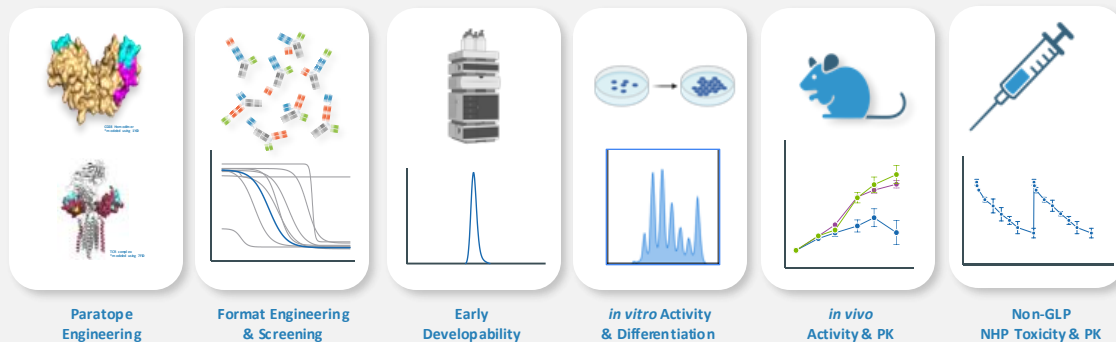 Paratope
Engineering
Format Engineering
& Screening
Early
Developability
in vitro Activity
& Differentiation
in vivo
Activity & PK
Non-GLP
NHP Toxicity & PK